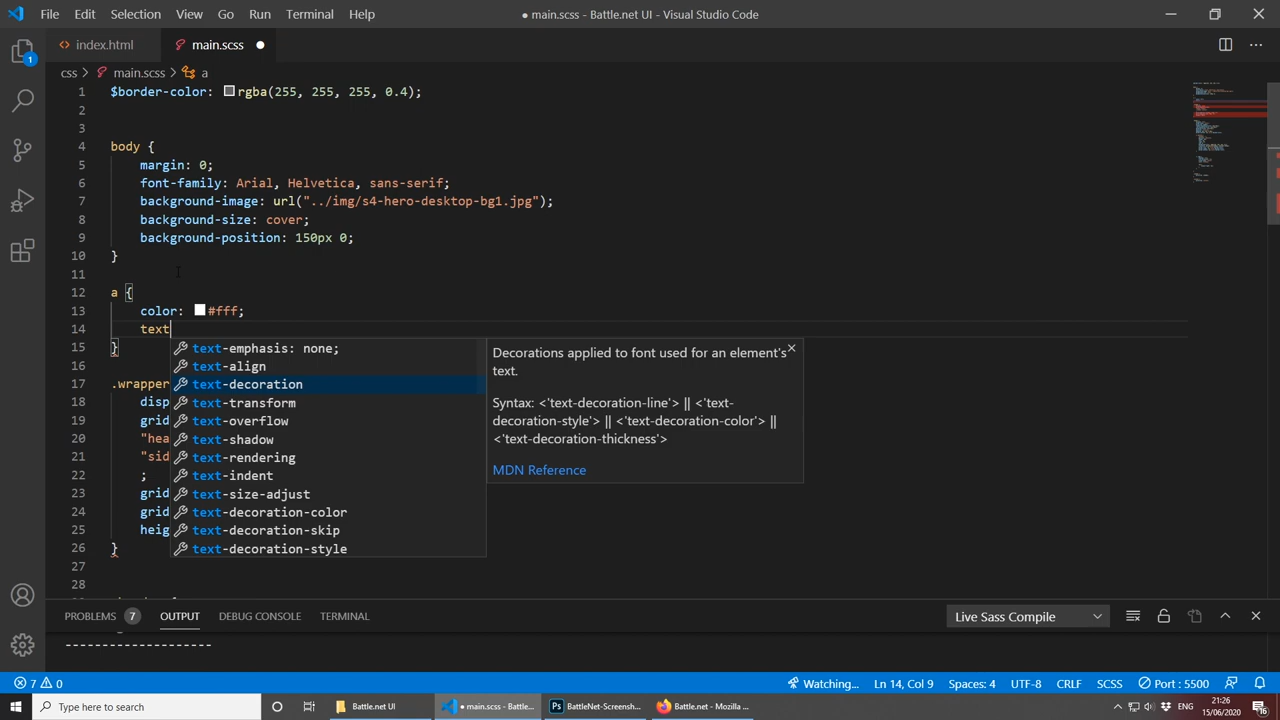 File Edit Selection View Go Run Terminal Help ● main.scss - Battle.net UI - Visual Studio Code
index.html main.scss
css > main.scss > a
1 $border-color: rgba(255, 255, 255, 0.4);
2
3
4 body {
5 margin: 0;
6 font-family: Arial, Helvetica, sans-serif;
7 background-image: url("../img/s4-hero-desktop-bg1.jpg");
8 background-size: cover;
9 background-position: 150px 0;
10 }
11
12 a {
13 color: #fff;
14 text
15 }
16
17 .wrapper
18 disp
19 grid
20 "hea
21 "sid
22 ;
23 grid
24 grid
25 heig
26 }
27
28
text-emphasis: none;
text-align
text-decoration
text-transform
text-overflow
text-shadow
text-rendering
text-indent
text-size-adjust
text-decoration-color
text-decoration-skip
text-decoration-style
Decorations applied to font used for an element's
text.
Syntax: <'text-decoration-line'> || <'text-
decoration-style'> || <'text-decoration-color'> ||
<'text-decoration-thickness'>
MDN Reference
PROBLEMS 7 OUTPUT DEBUG CONSOLE TERMINAL Live Sass Compile
--------------------
7 0 Watching... Ln 14, Col 9 Spaces: 4 UTF-8 CRLF SCSS Port : 5500
Type here to search Battle.net UI ● main.scss - Battle... BattleNet-Screensh... Battle.net - Mozilla ... ENG 21:26
15/06/2020
1